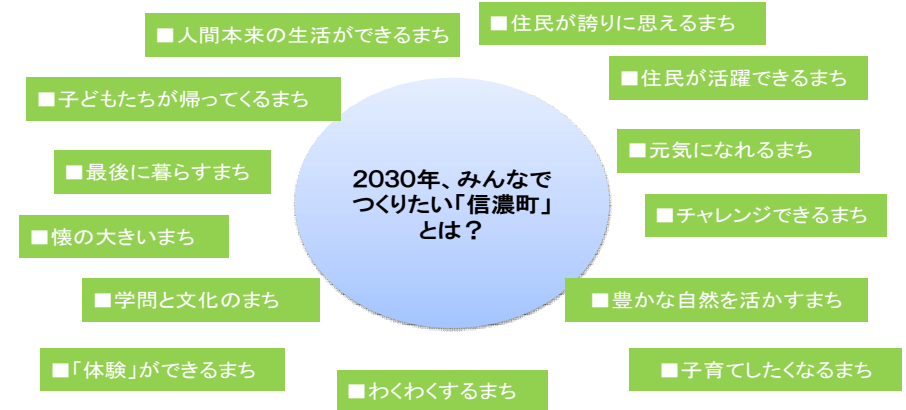 ■人間本来の生活ができるまち
■住民が誇りに思えるまち
■住民が活躍できるまち
■子どもたちが帰ってくるまち
■元気になれるまち
■最後に暮らすまち
2030年、みんなで
つくりたい「信濃町」
とは？
■チャレンジできるまち
■懐の大きいまち
■学問と文化のまち
■豊かな自然を活かすまち
■「体験」ができるまち
■子育てしたくなるまち
■わくわくするまち